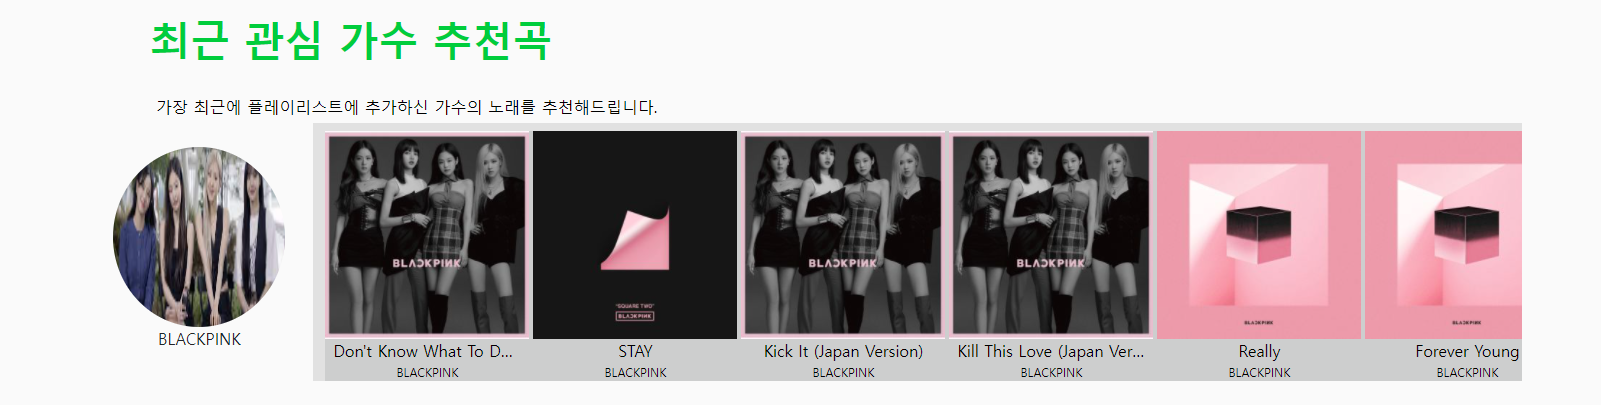 최근 관심 가수 추천곡
가장 최근에 플레이리스트에 추가하신 가수의 노래를 추천해드립니다.
BLACKPINK
BLACKPINK
Don't Know What To D...
BLACKPINK
"SQUARE TWO"
BLACKPINK
STAY
BLACKPINK
BLACKPINK
Kick It (Japan Version)
BLACKPINK
BLACKPINK
Kill This Love (Japan Ver...
BLACKPINK
BLACKPINK
Really
BLACKPINK
BLACKPINK
Forever Young
BLACKPINK